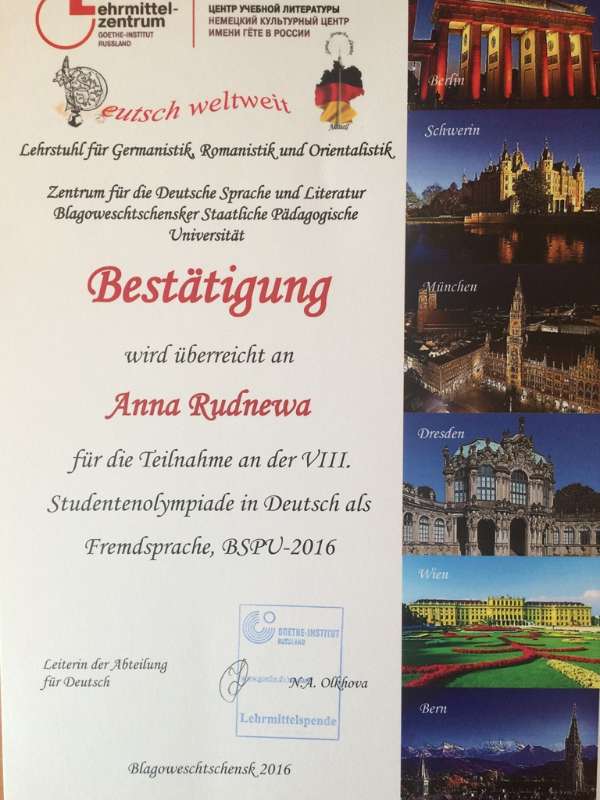 Lehrmittel-
zentrum
GOETHE-INSTITUT
RUSSLAND
ЦЕНТР УЧЕБНОЙ ЛИТЕРАТУРЫ
НЕМЕЦКИЙ КУЛЬТУРНЫЙ ЦЕНТР
ИМЕНИ ГЁТЕ В РОССИИ
eutsch weltweit
Aktuell
Lehrstuhl für Germanistik, Romanistik und Orientalistik
Zentrum für die Deutsche Sprache und Literatur
Blagoweschtschensker Staatliche Pädagogische
Universität
Bestätigung
wird überreicht an
Anna Rudnewa
für die Teilnahme an der VIII.
Studentenolympiade in Deutsch als
Fremdsprache, BSPU-2016
GOETHE-INSTITUT
RUSSLAND
Lehrmittelspende
Leiterin der Abteilung
für Deutsch
N.A. Olkhova
Blagoweschtschensk 2016
Berlin
Schwerin
München
Dresden
Wien
Bern